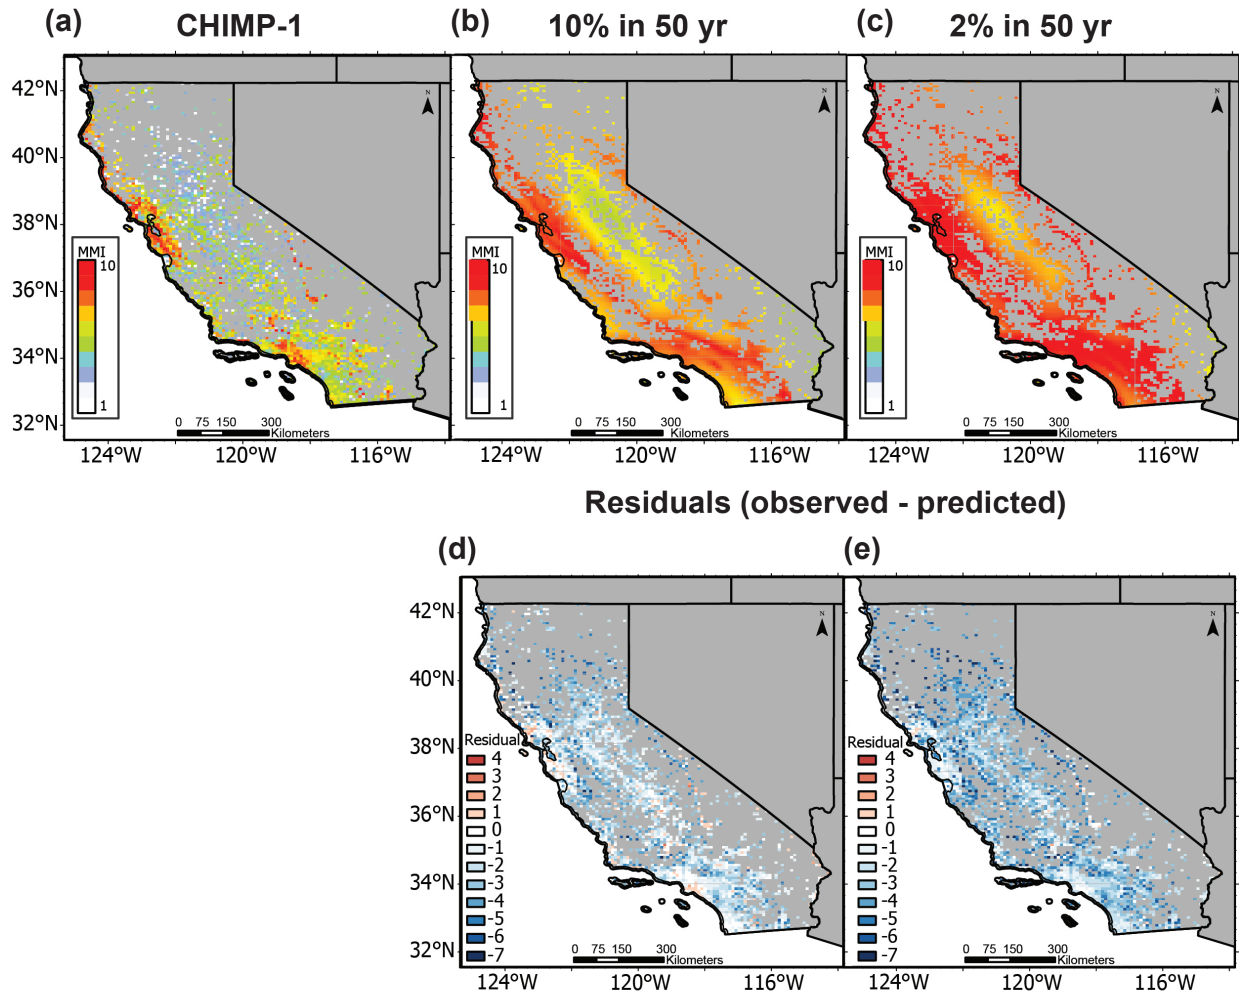 (a) CHIMP-1
(b) 10% in 50 yr
(c) 2% in 50 yr
42°N
40°N
38°N
36°N
34°N
32°N
N
MMI
10
1
0 75 150 300
Kilometers
124°W 120°W 116°W
N
MMI
10
1
0 75 150 300
Kilometers
124°W 120°W 116°W
N
MMI
10
1
0 75 150 300
Kilometers
124°W 120°W 116°W
Residuals (observed - predicted)
(d)
(e)
42°N
40°N
38°N
36°N
34°N
32°N
N
Residual
4
3
2
1
0
-1
-2
-3
-4
-5
-6
-7
0 75 150 300
Kilometers
124°W 120°W 116°W
N
Residual
4
3
2
1
0
-1
-2
-3
-4
-5
-6
-7
0 75 150 300
Kilometers
124°W 120°W 116°W